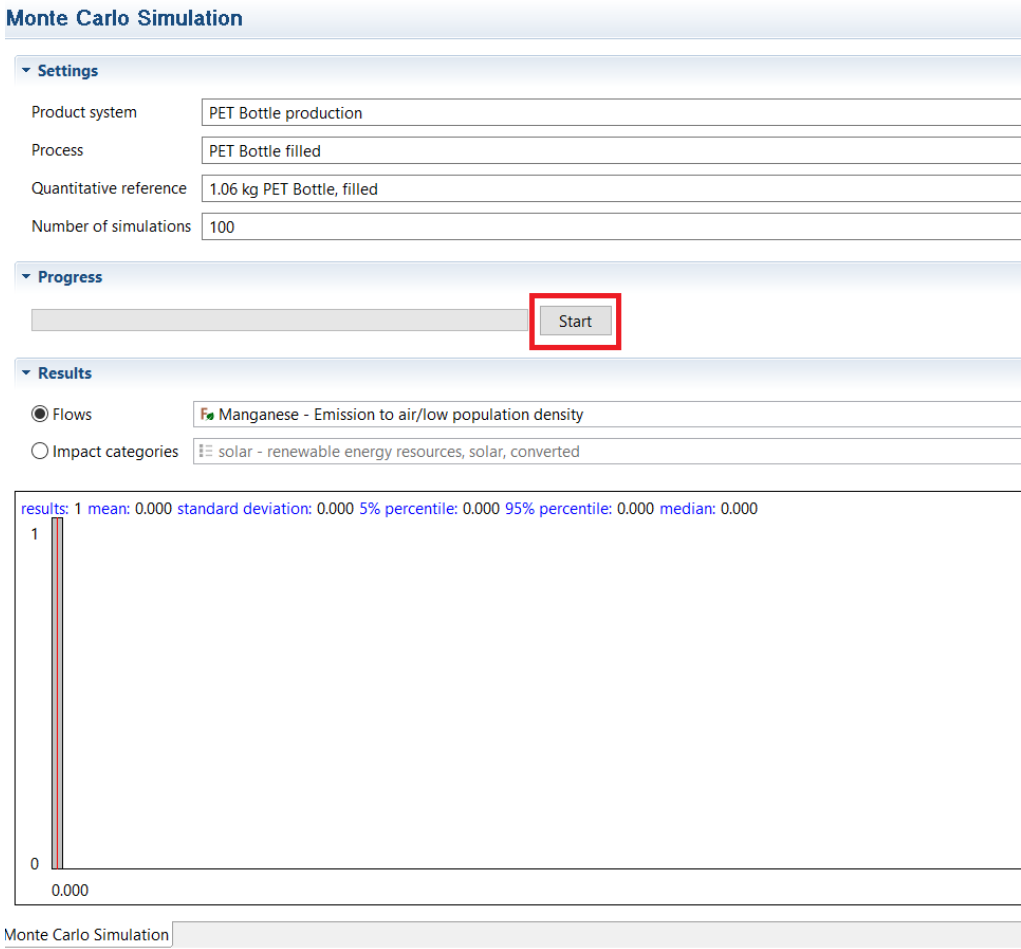 Monte Carlo Simulation
Settings
Product system PET Bottle production
Process PET Bottle filled
Quantitative reference 1.06 kg PET Bottle, filled
Number of simulations 100
Progress
Start
Results
Flows Manganese - Emission to air/low population density
Impact categories solar - renewable energy resources, solar, converted
results: 1 mean: 0.000 standard deviation: 0.000 5% percentile: 0.000 95% percentile: 0.000 median: 0.000
1
0
0.000
Monte Carlo Simulation